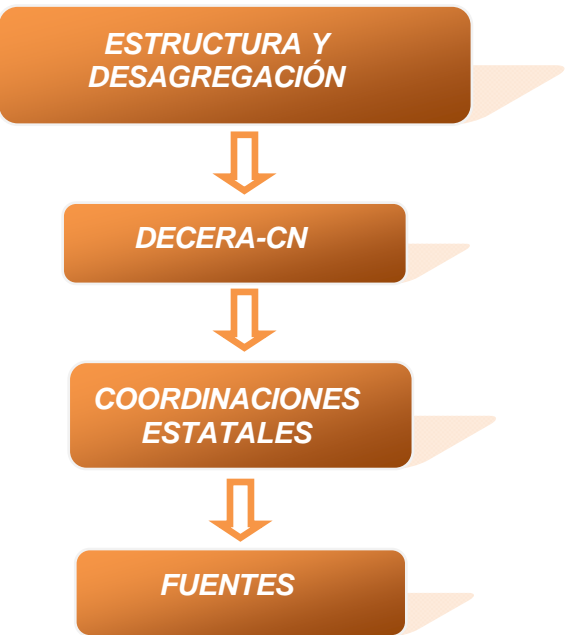 ESTRUCTURA Y
DESAGREGACIÓN
DECERA-CN
COORDINACIONES
ESTATALES
FUENTES